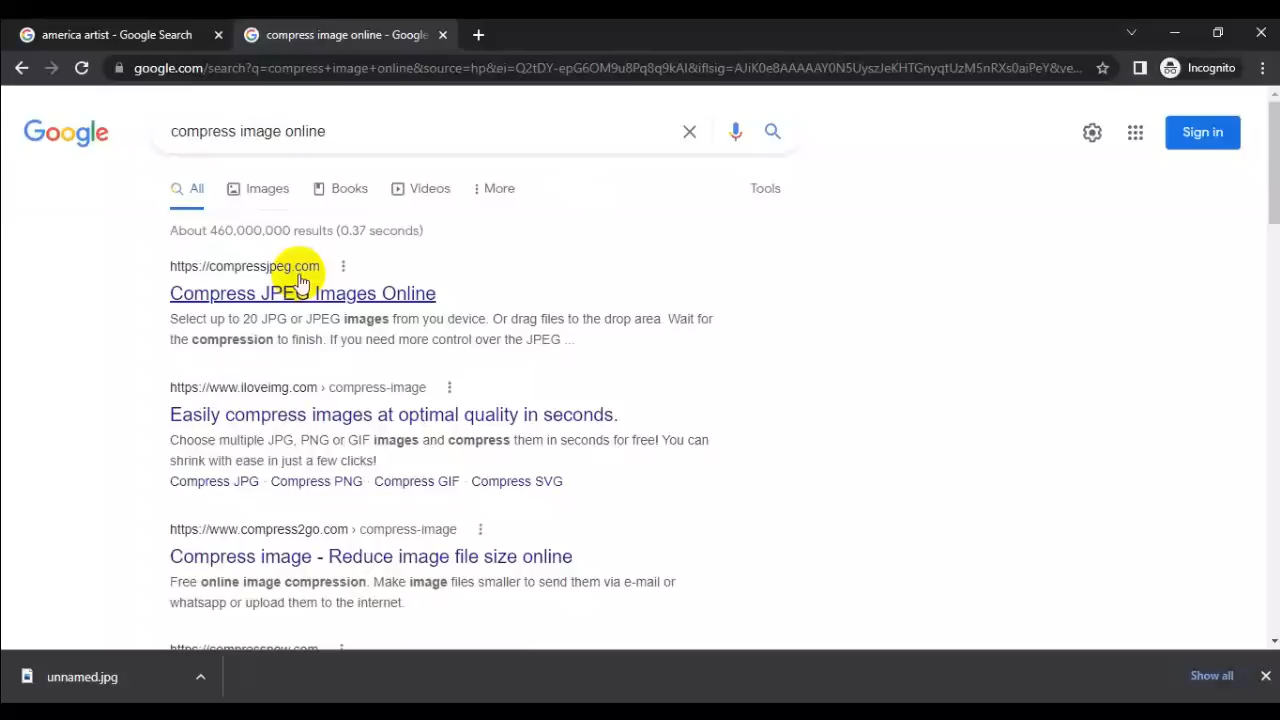 america artist - Google Search
compress image online - Google
google.com/search?q=compress+image+online&source=hp&ei=Q2tDY-epG6OM9u8Pq8q9kAI&iflsig=AJiK0e8AAAAAY0N5UyszJeKHTGnyqtUzM5nRXs0aiPeY&ve...
Incognito
Google
compress image online
Sign in
All
Images
Books
Videos
More
Tools
About 460,000,000 results (0.37 seconds)
https://compressjpeg.com
Compress JPEG Images Online
Select up to 20 JPG or JPEG images from you device. Or drag files to the drop area Wait for
the compression to finish. If you need more control over the JPEG ...
https://www.iloveimg.com › compress-image
Easily compress images at optimal quality in seconds.
Choose multiple JPG, PNG or GIF images and compress them in seconds for free! You can
shrink with ease in just a few clicks!
Compress JPG · Compress PNG · Compress GIF · Compress SVG
https://www.compress2go.com › compress-image
Compress image - Reduce image file size online
Free online image compression. Make image files smaller to send them via e-mail or
whatsapp or upload them to the internet.
https://compressnow.com
unnamed.jpg
Show all